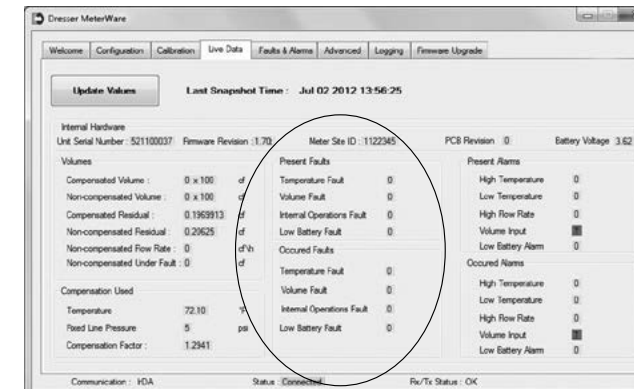 Dresser MeterWare
Welcome Configuration Calibration Live Data Faults & Alarms Advanced Logging Firmware Upgrade
Update Values Last Snapshot Time : Jul 02 2012 13:56:25
Internal Hardware
Unit Serial Number : 521100037 Firmware Revision : 1.70 Meter Site ID : 1122345 PCB Revision 0 Battery Voltage 3.62
Volumes
Compensated Volume : 0 x 100 cf
Non-compensated Volume : 0 x 100 cf
Compensated Residual : 0.1969913 cf
Non-compensated Residual : 0.20625 cf
Non-compensated Flow Rate : 0 cf/h
Non-compensated Under Fault : 0 cf
Compensation Used
Temperature 72.10 °F
Fixed Line Pressure 5 psi
Compensation Factor : 1.2941
Present Faults
Temperature Fault 0
Volume Fault 0
Internal Operations Fault 0
Low Battery Fault 0
Occured Faults
Temperature Fault 0
Volume Fault 0
Internal Operations Fault 0
Low Battery Fault 0
Present Alarms
High Temperature 0
Low Temperature 0
High Flow Rate 0
Volume Input
Low Battery Alarm 0
Occured Alarms
High Temperature 0
Low Temperature 0
High Flow Rate 0
Volume Input
Low Battery Alarm 0
Communication : IrDA Status : Connected Rx/Tx Status : OK